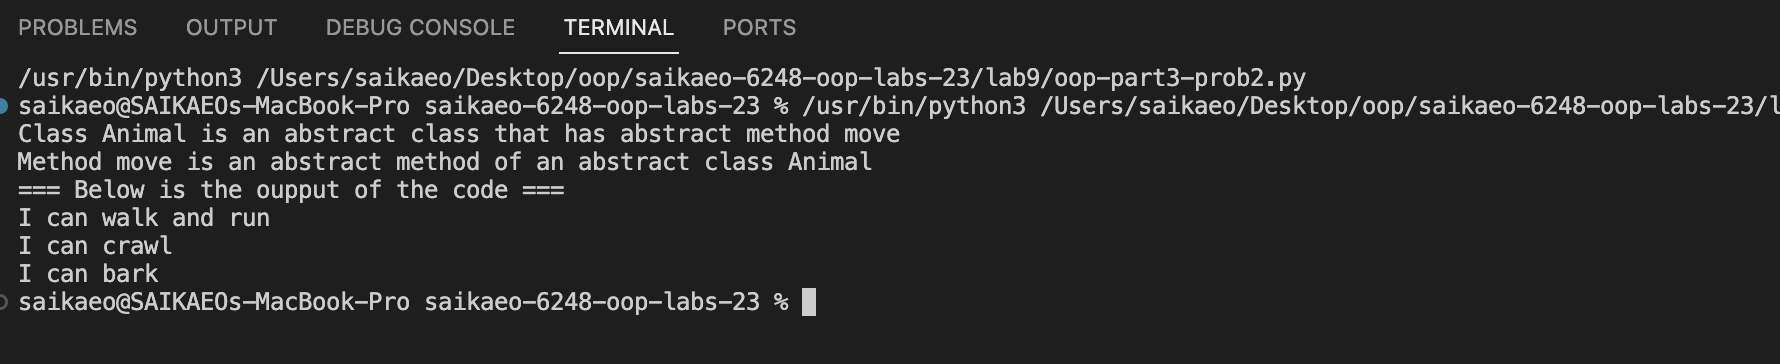 PROBLEMS OUTPUT DEBUG CONSOLE TERMINAL PORTS
/usr/bin/python3 /Users/saikaeo/Desktop/oop/saikaeo-6248-oop-labs-23/lab9/oop-part3-prob2.py
saikaeo@SAIKAEOs-MacBook-Pro saikaeo-6248-oop-labs-23 % /usr/bin/python3 /Users/saikaeo/Desktop/oop/saikaeo-6248-oop-labs-23/l
Class Animal is an abstract class that has abstract method move
Method move is an abstract method of an abstract class Animal
=== Below is the oupput of the code ===
I can walk and run
I can crawl
I can bark
saikaeo@SAIKAEOs-MacBook-Pro saikaeo-6248-oop-labs-23 %